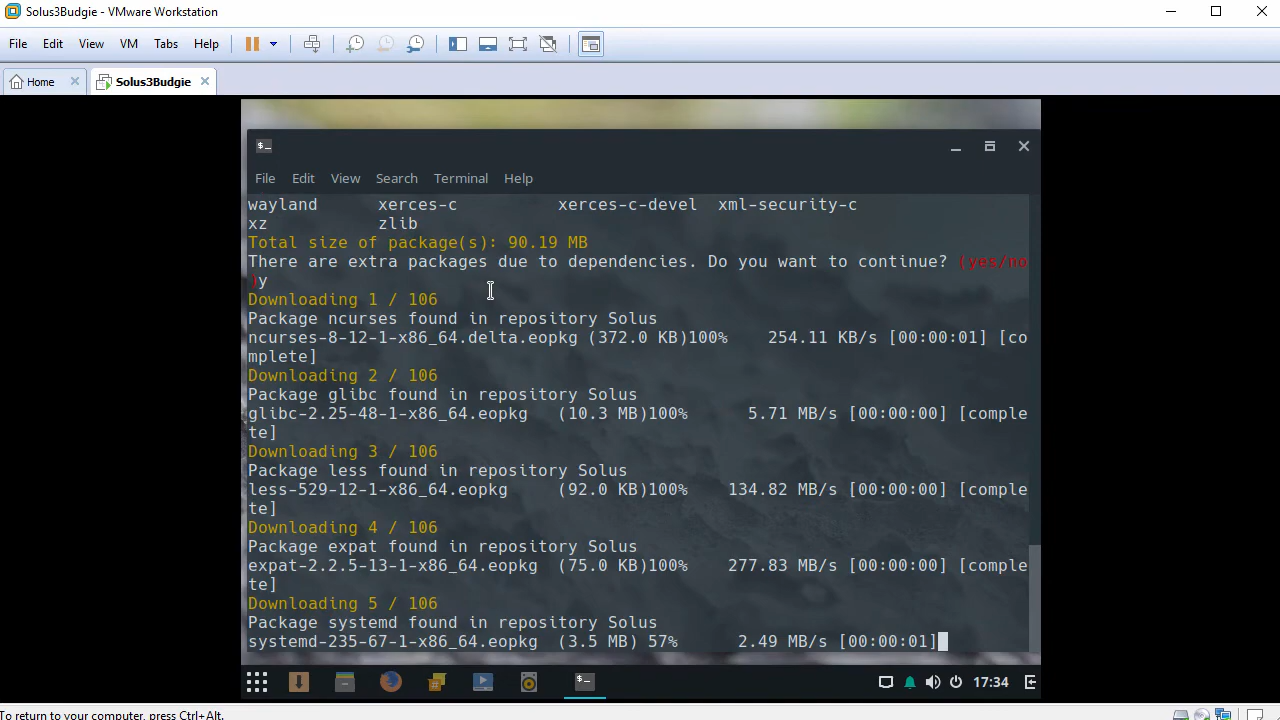 Solus3Budgie - VMware Workstation
File Edit View VM Tabs Help
Home Solus3Budgie
$_
File Edit View Search Terminal Help
wayland xerces-c xerces-c-devel xml-security-c
xz zlib
Total size of package(s): 90.19 MB
There are extra packages due to dependencies. Do you want to continue? (yes/no
)y
Downloading 1 / 106
Package ncurses found in repository Solus
ncurses-8-12-1-x86_64.delta.eopkg (372.0 KB)100% 254.11 KB/s [00:00:01] [co
mplete]
Downloading 2 / 106
Package glibc found in repository Solus
glibc-2.25-48-1-x86_64.eopkg (10.3 MB)100% 5.71 MB/s [00:00:00] [comple
te]
Downloading 3 / 106
Package less found in repository Solus
less-529-12-1-x86_64.eopkg (92.0 KB)100% 134.82 MB/s [00:00:00] [comple
te]
Downloading 4 / 106
Package expat found in repository Solus
expat-2.2.5-13-1-x86_64.eopkg (75.0 KB)100% 277.83 MB/s [00:00:00] [comple
te]
Downloading 5 / 106
Package systemd found in repository Solus
systemd-235-67-1-x86_64.eopkg (3.5 MB) 57% 2.49 MB/s [00:00:01]
$_ 17:34
To return to your computer, press Ctrl+Alt.